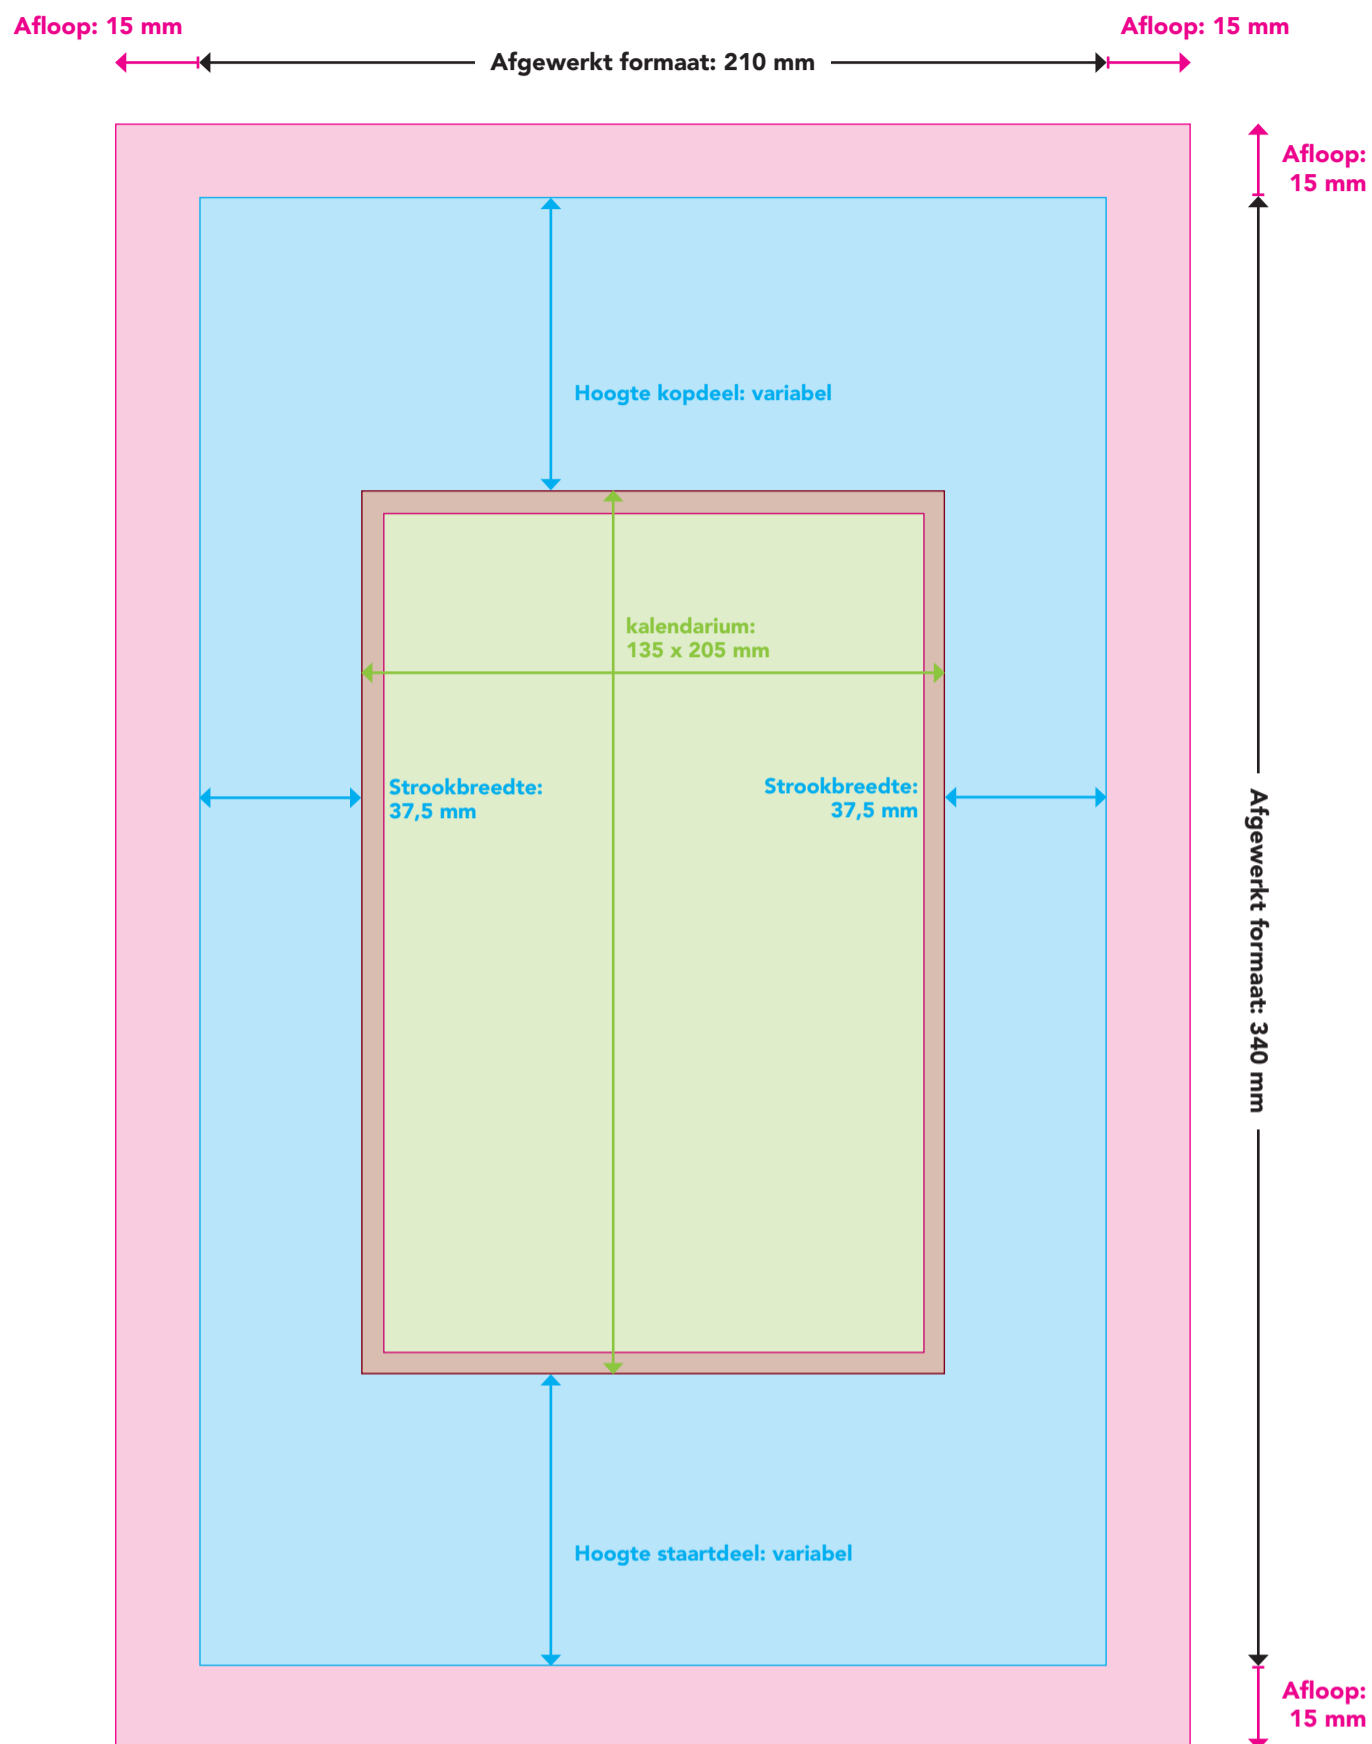 Afloop: 15 mm
Afloop: 15 mm
Afgewerkt formaat: 210 mm
Afloop:
15 mm
Hoogte kopdeel: variabel
kalendarium:
135 x 205 mm
Strookbreedte:
37,5 mm
Strookbreedte:
37,5 mm
Afgewerkt formaat: 340 mm
Hoogte staartdeel: variabel
Afloop:
15 mm